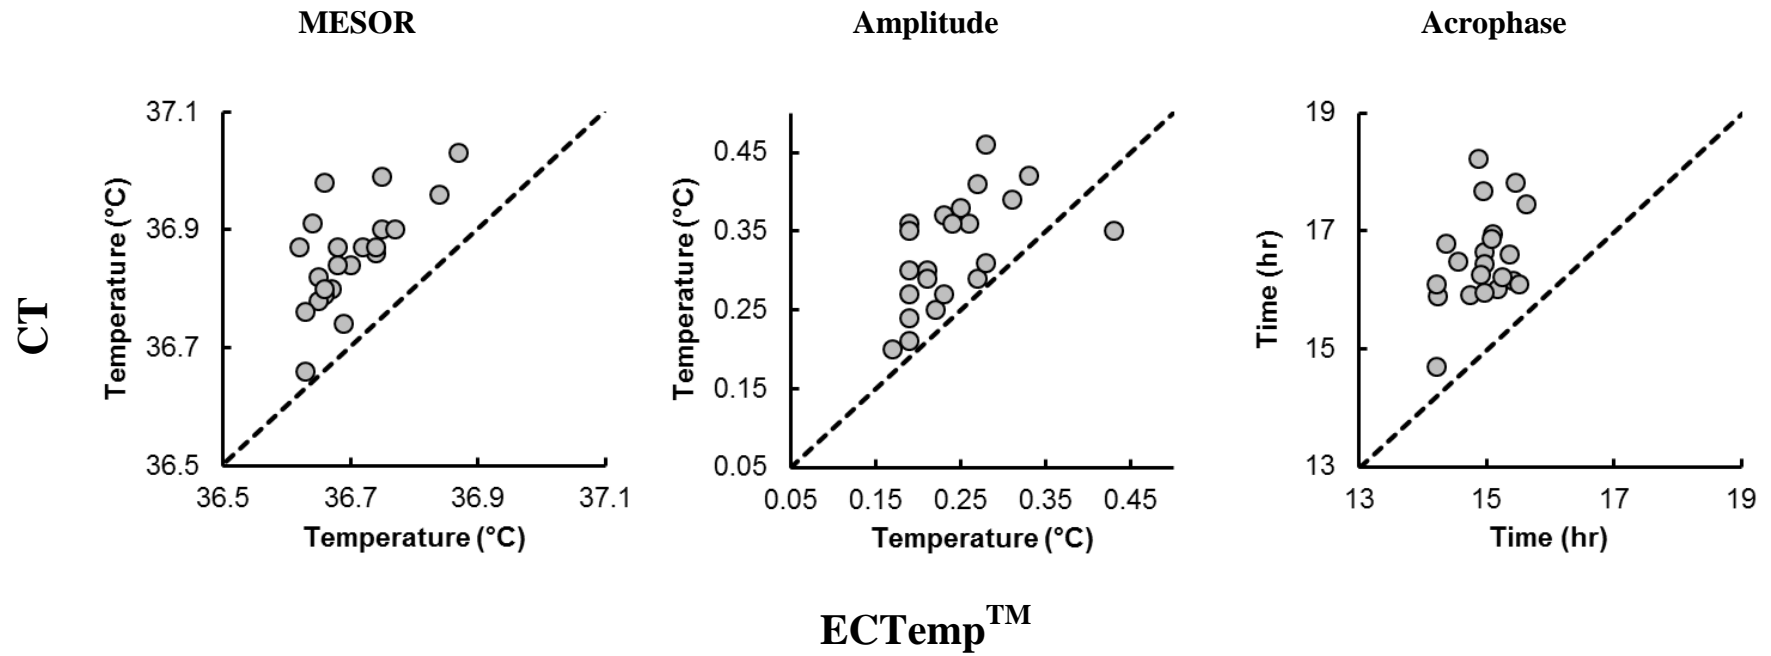 MESOR
Amplitude
Acrophase
CT
Temperature (°C)
37.1
36.9
36.7
36.5
36.5
36.7
36.9
37.1
Temperature (°C)
Temperature (°C)
0.45
0.35
0.25
0.15
0.05
0.05
0.15
0.25
0.35
0.45
Temperature (°C)
Time (hr)
19
17
15
13
13
15
17
19
Time (hr)
ECTemp™